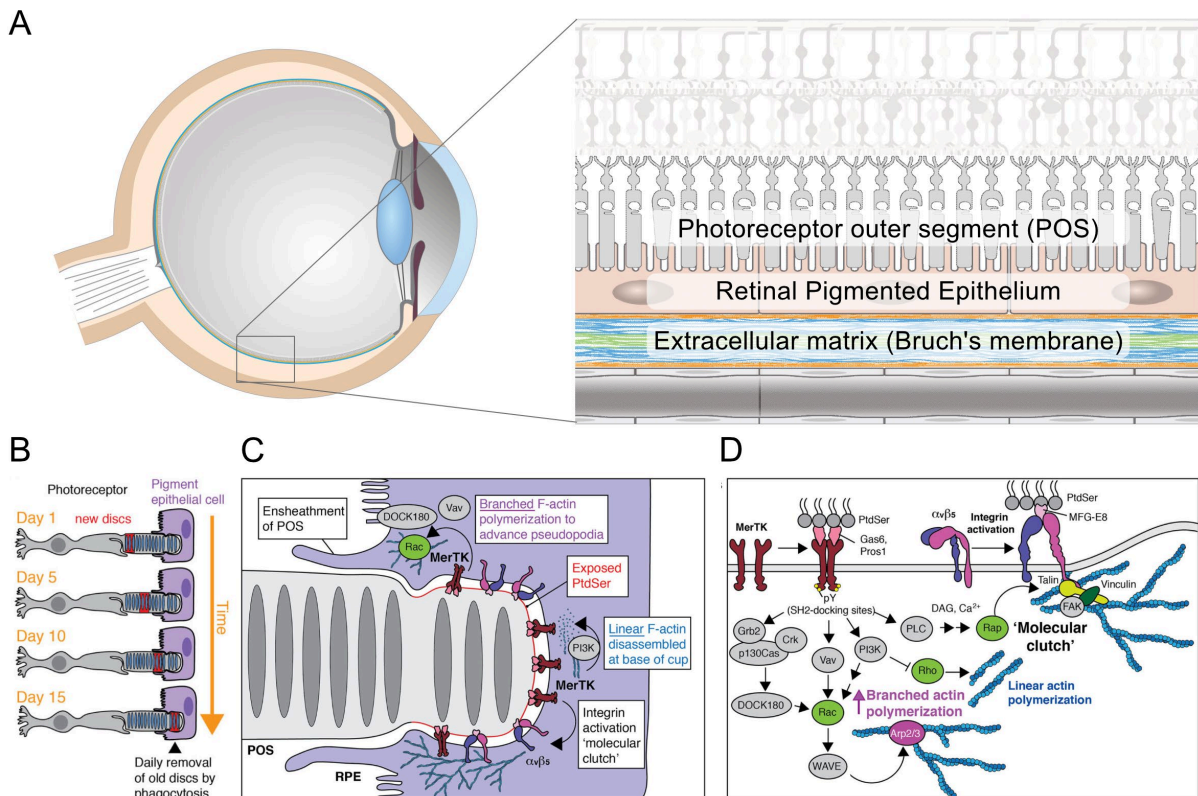 A
Photoreceptor outer segment (POS)
Retinal Pigmented Epithelium
Extracellular matrix (Bruch's membrane)
B
Photoreceptor
Pigment
epithelial cell
Day 1
new discs
Day 5
Day 10
Day 15
Time
Daily removal
of old discs by
phagocytosis
C
Ensheathment
of POS
DOCK180
Vav
Rac
MerTK
Branched F-actin
polymerization to
advance pseudopodia
Exposed
PtdSer
Linear F-actin
disassembled
at base of cup
PI3K
MerTK
Integrin
activation
'molecular
clutch'
αvβ5
POS
RPE
D
MerTK
PtdSer
Gas6,
Pros1
pY
(SH2-docking sites)
αvβ5
Integrin
activation
PtdSer
MFG-E8
Talin
Vinculin
FAK
'Molecular
clutch'
Grb2
Crk
p130Cas
DOCK180
Vav
PI3K
PLC
DAG, Ca2+
Rap
Rho
Rac
WAVE
Branched actin
polymerization
Arp2/3
Linear actin
polymerization